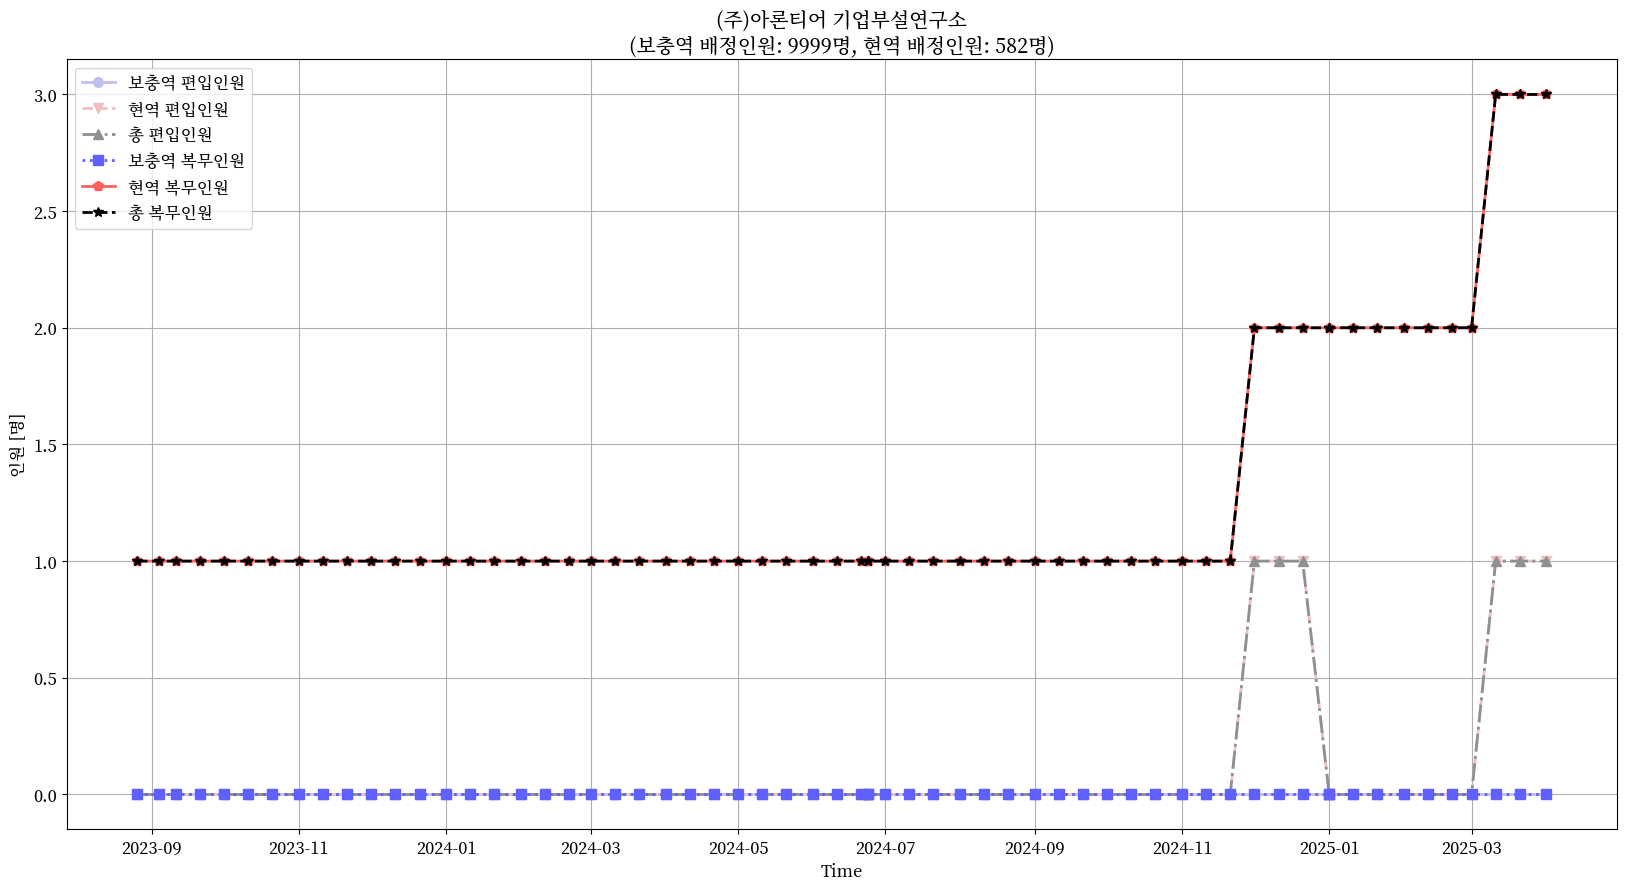 (주)아론티어 기업부설연구소
(보충역 배정인원: 9999명, 현역 배정인원: 582명)
보충역 편입인원
현역 편입인원
총 편입인원
보충역 복무인원
현역 복무인원
총 복무인원
3.0
2.5
2.0
1.5
1.0
0.5
0.0
인원 [명]
2023-09 2023-11 2024-01 2024-03 2024-05 2024-07 2024-09 2024-11 2025-01 2025-03
Time